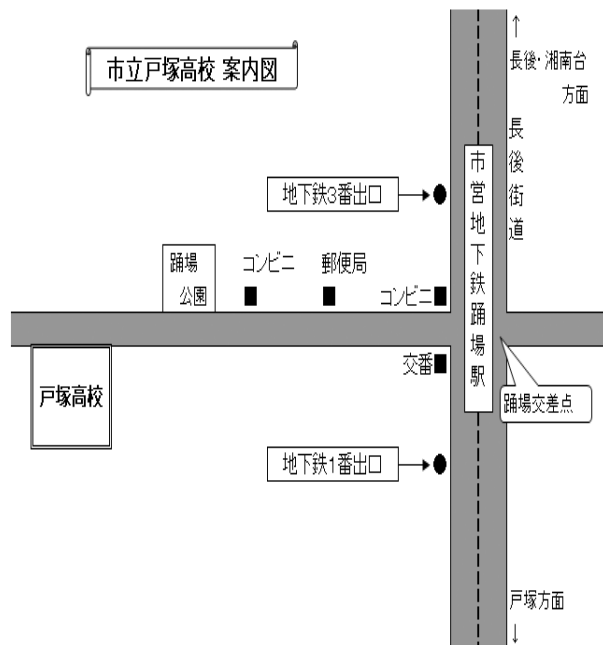 市立戸塚高校 案内図
↑
長後・湘南台
方面
長後街道
市営地下鉄踊場駅
地下鉄3番出口
踊場
公園
コンビニ
郵便局
コンビニ
交番
戸塚高校
踊場交差点
地下鉄1番出口
戸塚方面
↓